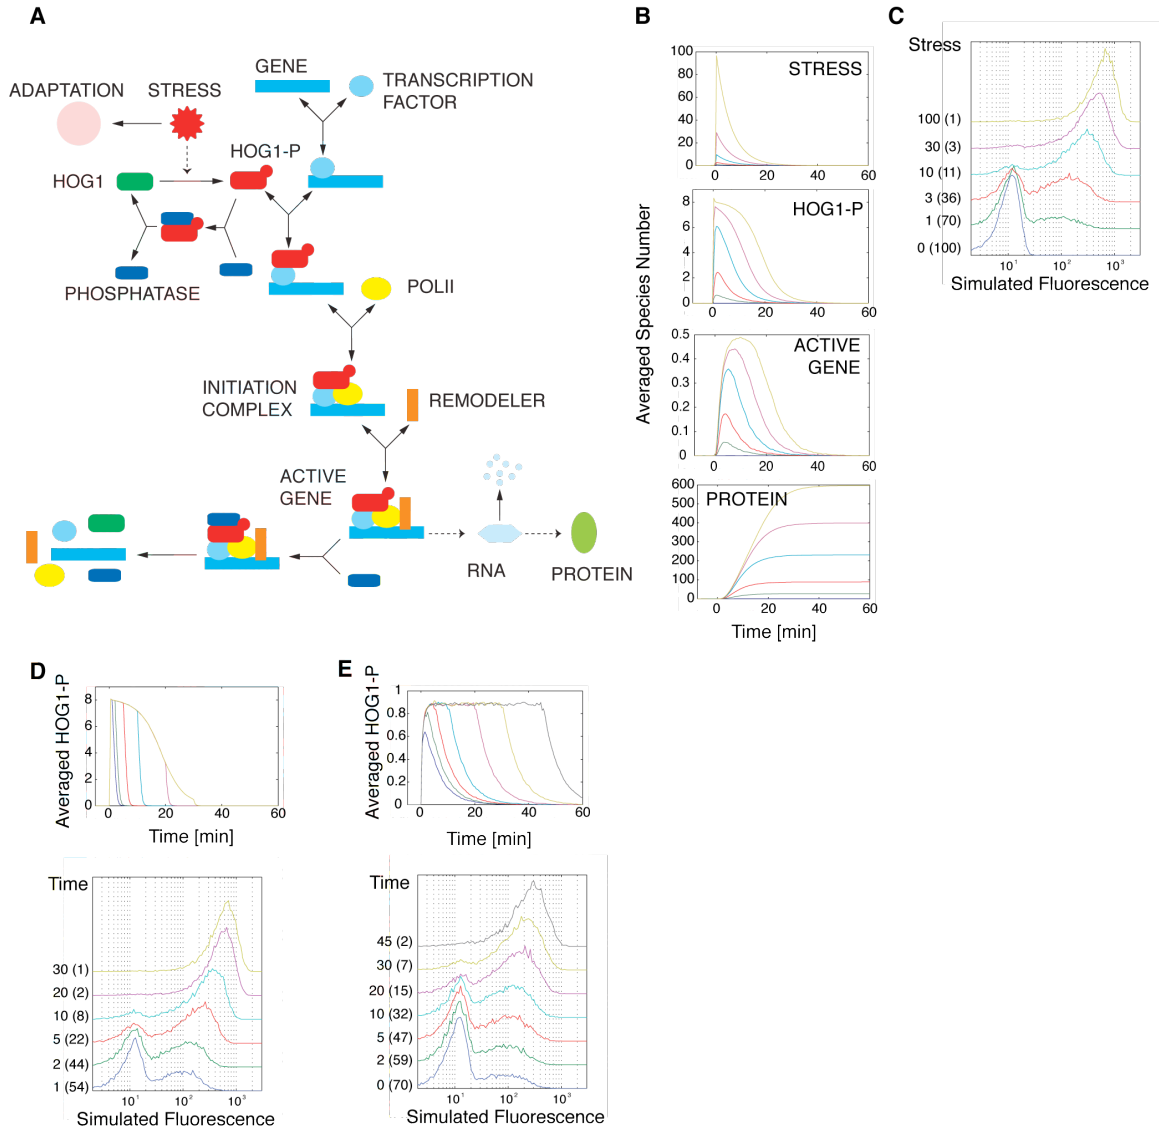 A
GENE
TRANSCRIPTION
FACTOR
ADAPTATION
STRESS
HOG1-P
HOG1
PHOSPHATASE
POLII
INITIATION
COMPLEX
REMODELER
ACTIVE
GENE
RNA
PROTEIN
B
Averaged Species Number
100
80
60
40
20
0
STRESS
0 20 40 60
8
6
4
2
0
HOG1-P
0 20 40 60
0.5
0.4
0.3
0.2
0.1
0
ACTIVE
GENE
0 20 40 60
600
500
400
300
200
100
0
PROTEIN
0 20 40 60
Time [min]
C
Stress
100 (1)
30 (3)
10 (11)
3 (36)
1 (70)
0 (100)
10¹ 10² 10³
Simulated Fluorescence
D
Averaged HOG1-P
8
6
4
2
0
0 20 40 60
Time [min]
Time
30 (1)
20 (2)
10 (8)
5 (22)
2 (44)
1 (54)
10¹ 10² 10³
Simulated Fluorescence
E
Averaged HOG1-P
1
0.8
0.6
0.4
0.2
0
0 20 40 60
Time [min]
Time
45 (2)
30 (7)
20 (15)
10 (32)
5 (47)
2 (59)
0 (70)
10¹ 10² 10³
Simulated Fluorescence